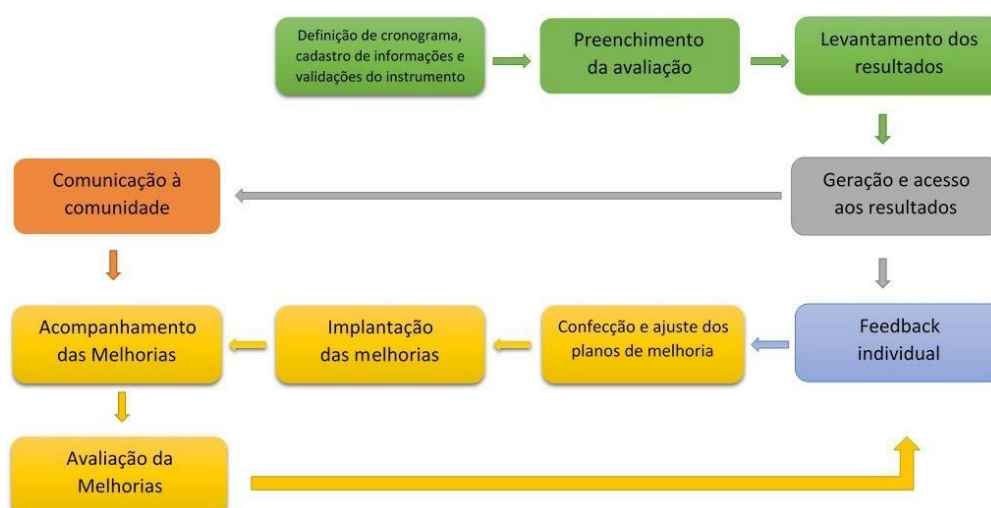 Definição de cronograma,
cadastro de informações e
validações do instrumento
Preenchimento
da avaliação
Levantamento dos
resultados
Comunicação à
comunidade
Geração e acesso
aos resultados
Acompanhamento
das Melhorias
Implantação
das melhorias
Confecção e ajuste dos
planos de melhoria
Feedback
individual
Avaliação da
Melhorias